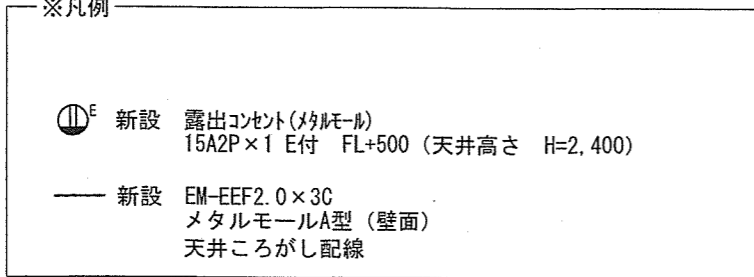 ※凡例
E 新設 露出コンセント(メタルモール)
15A2P×1 E付 FL+500 (天井高さ H=2,400)
新設 EM-EEF2.0×3C
メタルモールA型 (壁面)
天井ころがし配線